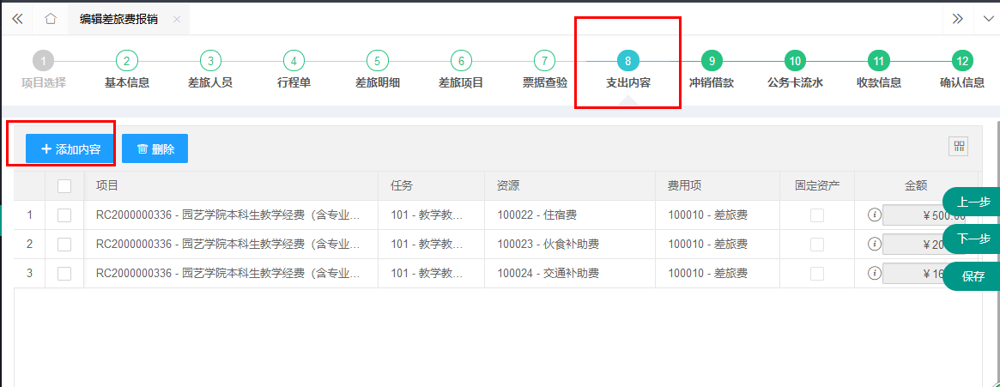 编辑差旅费报销
1 2 3 4 5 6 7 8 9 10 11 12
项目选择 基本信息 差旅人员 行程单 差旅明细 差旅项目 票据查验 支出内容 冲销借款 公务卡流水 收款信息 确认信息
添加内容 删除
项目 任务 资源 费用项 固定资产 金额
上一步
1 RC2000000336 - 园艺学院本科生教学经费（含专业... 101 - 教学教... 100022 - 住宿费 100010 - 差旅费 ￥500.00
下一步
2 RC2000000336 - 园艺学院本科生教学经费（含专业... 101 - 教学教... 100023 - 伙食补助费 100010 - 差旅费 ￥20
3 RC2000000336 - 园艺学院本科生教学经费（含专业... 101 - 教学教... 100024 - 交通补助费 100010 - 差旅费 ￥16
保存